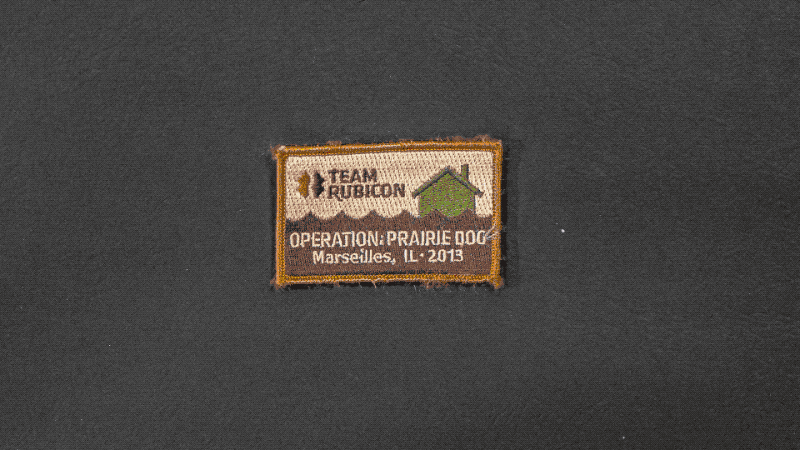 TEAM
RUBICON
OPERATION: PRAIRIE DOG
Marseilles, IL · 2013